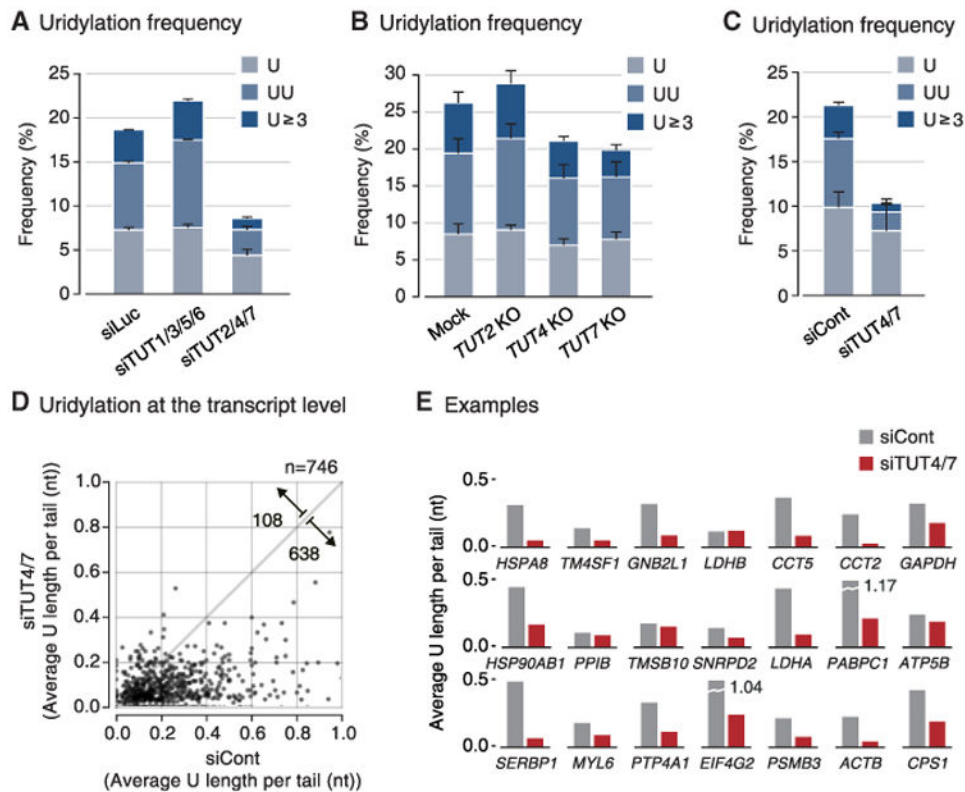 A Uridylation frequency
U
UU
U≥3
Frequency (%)
25
20
15
10
5
0
siLuc
siTUT1/3/5/6
siTUT2/4/7
B Uridylation frequency
U
UU
U≥3
Frequency (%)
30
25
20
15
10
5
0
Mock
TUT2 KO
TUT4 KO
TUT7 KO
C Uridylation frequency
U
UU
U≥3
Frequency (%)
25
20
15
10
5
0
siCont
siTUT4/7
D Uridylation at the transcript level
n=746
108
638
siTUT4/7
(Average U length per tail (nt))
1.0
0.8
0.6
0.4
0.2
0.0
0.0 0.2 0.4 0.6 0.8 1.0
siCont
(Average U length per tail (nt))
E Examples
siCont
siTUT4/7
Average U length per tail (nt)
0.5
0.0
HSPA8 TM4SF1 GNB2L1 LDHB CCT5 CCT2 GAPDH
0.5
1.17
0.0
HSP90AB1 PPIB TMSB10 SNRPD2 LDHA PABPC1 ATP5B
1.04
0.0
SERBP1 MYL6 PTP4A1 EIF4G2 PSMB3 ACTB CPS1